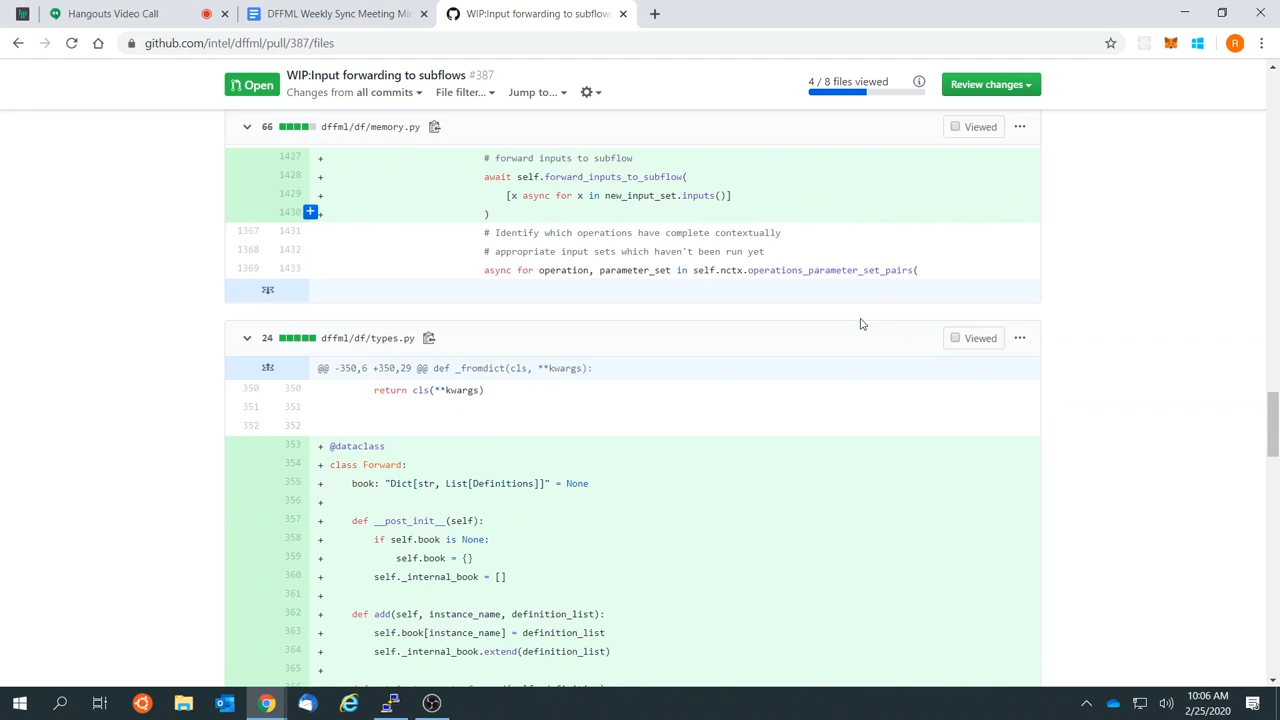 Hangouts Video Call
DFFML Weekly Sync Meeting Mi
WIP:Input forwarding to subflows
github.com/intel/dffml/pull/387/files
R
Open
WIP:Input forwarding to subflows #387
Changes from all commits File filter... Jump to...
4 / 8 files viewed
Review changes
66 dffml/df/memory.py
Viewed
1427 + # forward inputs to subflow
1428 + await self.forward_inputs_to_subflow(
1429 + [x async for x in new_input_set.inputs()]
1430 + )
1367 1431 # Identify which operations have complete contextually
1368 1432 # appropriate input sets which haven't been run yet
1369 1433 async for operation, parameter_set in self.nctx.operations_parameter_set_pairs(
24 dffml/df/types.py
Viewed
@@ -350,6 +350,29 @@ def _fromdict(cls, **kwargs):
350 350 return cls(**kwargs)
351 351
352 352
353 + @dataclass
354 + class Forward:
355 + book: "Dict[str, List[Definitions]]" = None
356 +
357 + def __post_init__(self):
358 + if self.book is None:
359 + self.book = {}
360 + self._internal_book = []
361 +
362 + def add(self, instance_name, definition_list):
363 + self.book[instance_name] = definition_list
364 + self._internal_book.extend(definition_list)
365 +
10:06 AM
2/25/2020